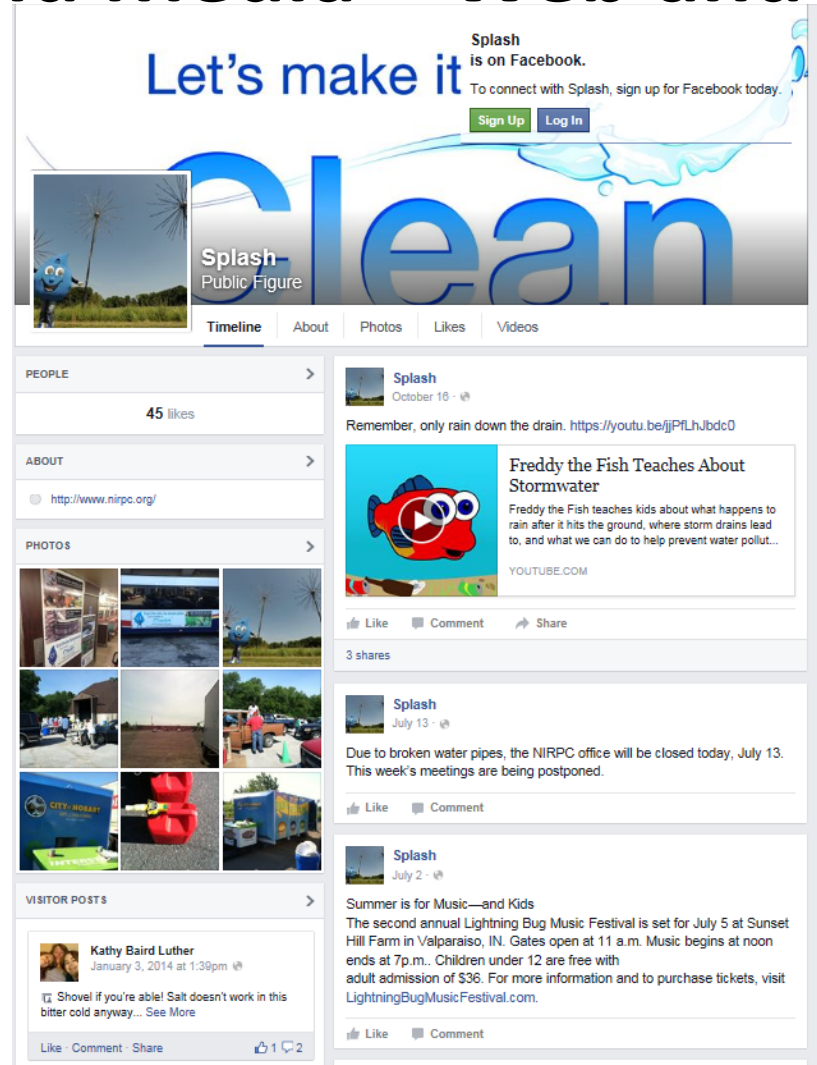 Let's make it
Clean
Splash
is on Facebook.
To connect with Splash, sign up for Facebook today.
Sign Up Log In
Splash
Public Figure
Timeline About Photos Likes Videos
PEOPLE
45 likes
ABOUT
http://www.nirpc.org/
PHOTOS
CITY of HOBART
VISITOR POSTS
Kathy Baird Luther
January 3, 2014 at 1:39pm
Shovel if you're able! Salt doesn't work in this
bitter cold anyway... See More
Like · Comment · Share 1 2
Splash
October 16 ·
Remember, only rain down the drain. https://youtu.be/jjPfLhJbdc0
Freddy the Fish Teaches About
Stormwater
Freddy the Fish teaches kids about what happens to
rain after it hits the ground, where storm drains lead
to, and what we can do to help prevent water pollut...
YOUTUBE.COM
Like Comment Share
3 shares
Splash
July 13 ·
Due to broken water pipes, the NIRPC office will be closed today, July 13.
This week's meetings are being postponed.
Like Comment
Splash
July 2 ·
Summer is for Music—and Kids
The second annual Lightning Bug Music Festival is set for July 5 at Sunset
Hill Farm in Valparaiso, IN. Gates open at 11 a.m. Music begins at noon
ends at 7p.m.. Children under 12 are free with
adult admission of $36. For more information and to purchase tickets, visit
LightningBugMusicFestival.com.
Like Comment